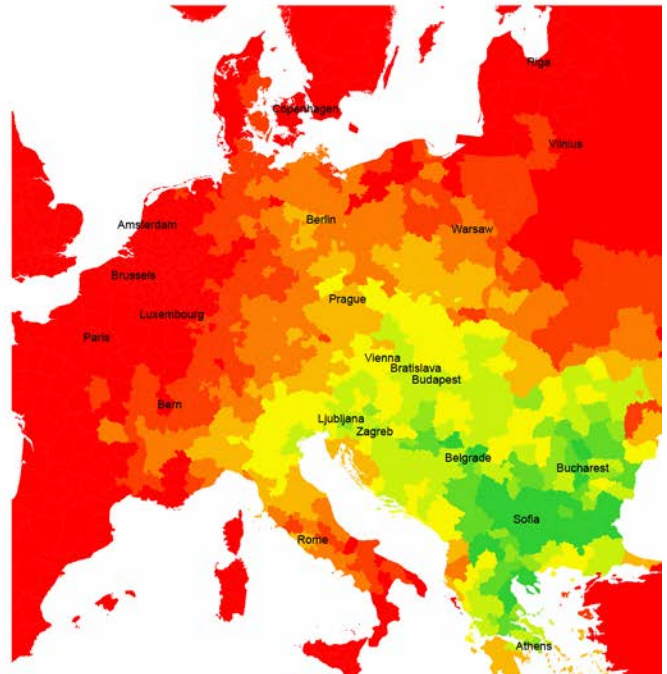 Riga
Copenhagen
Vilnius
Amsterdam
Berlin
Warsaw
Brussels
Prague
Luxembourg
Paris
Vienna
Bratislava
Budapest
Bern
Ljubljana
Zagreb
Belgrade
Bucharest
Sofia
Rome
Athens